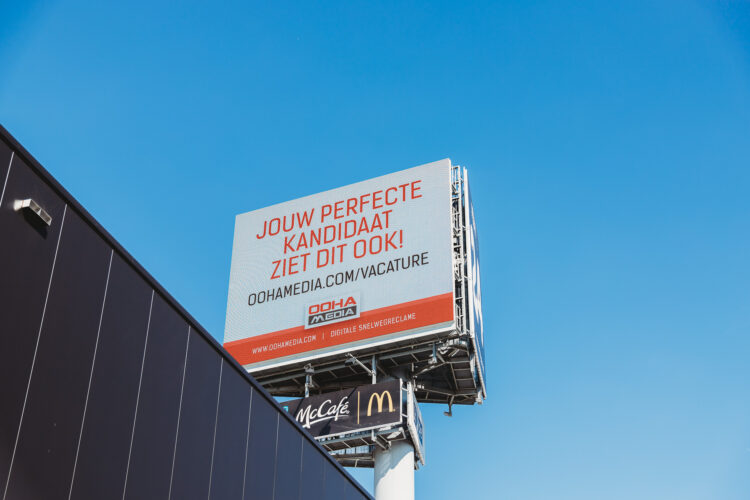 JOUW PERFECTE
KANDIDAAT
ZIET DIT OOK!
OOHAMEDIA.COM/VACATURE
OOHA
MEDIA
WWW.OOHAMEDIA.COM | DIGITALE SNELWEGRECLAME
McCafé